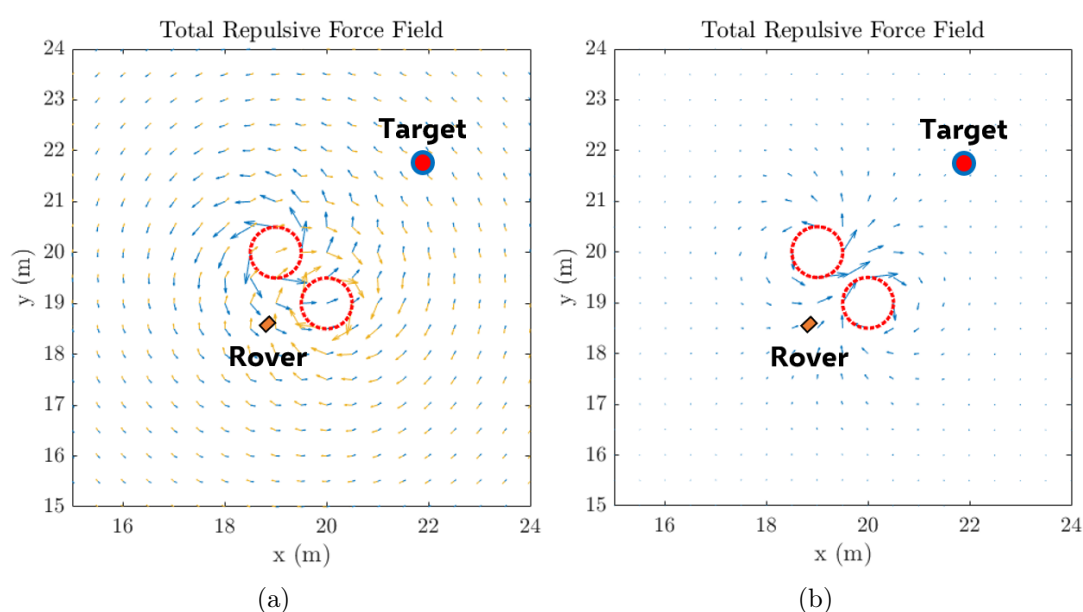 Total Repulsive Force Field
24
23
22
21
20
19
18
17
16
15
y (m)
Target
Rover
16 18 20 22 24
x (m)
(a)
Total Repulsive Force Field
24
23
22
21
20
19
18
17
16
15
y (m)
Target
Rover
16 18 20 22 24
x (m)
(b)